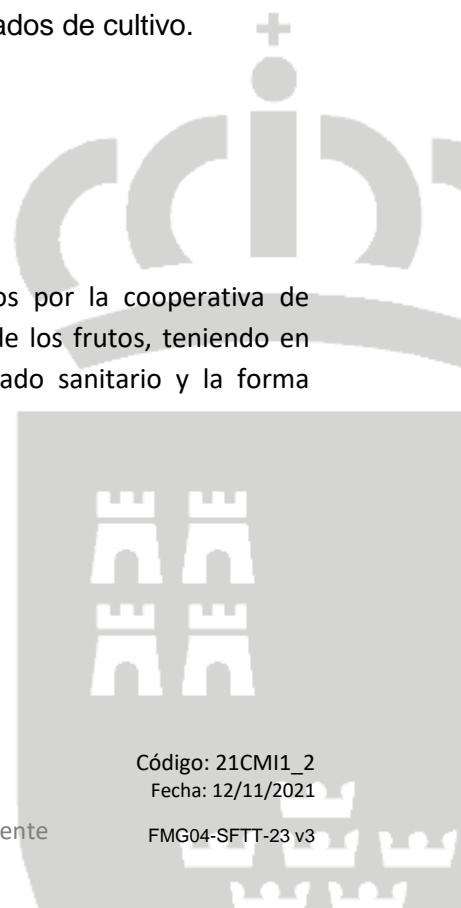 ados de cultivo.
os por la cooperativa de
de los frutos, teniendo en
ado sanitario y la forma
Código: 21CMI1_2
Fecha: 12/11/2021
ente
FMG04-SFTT-23 v3